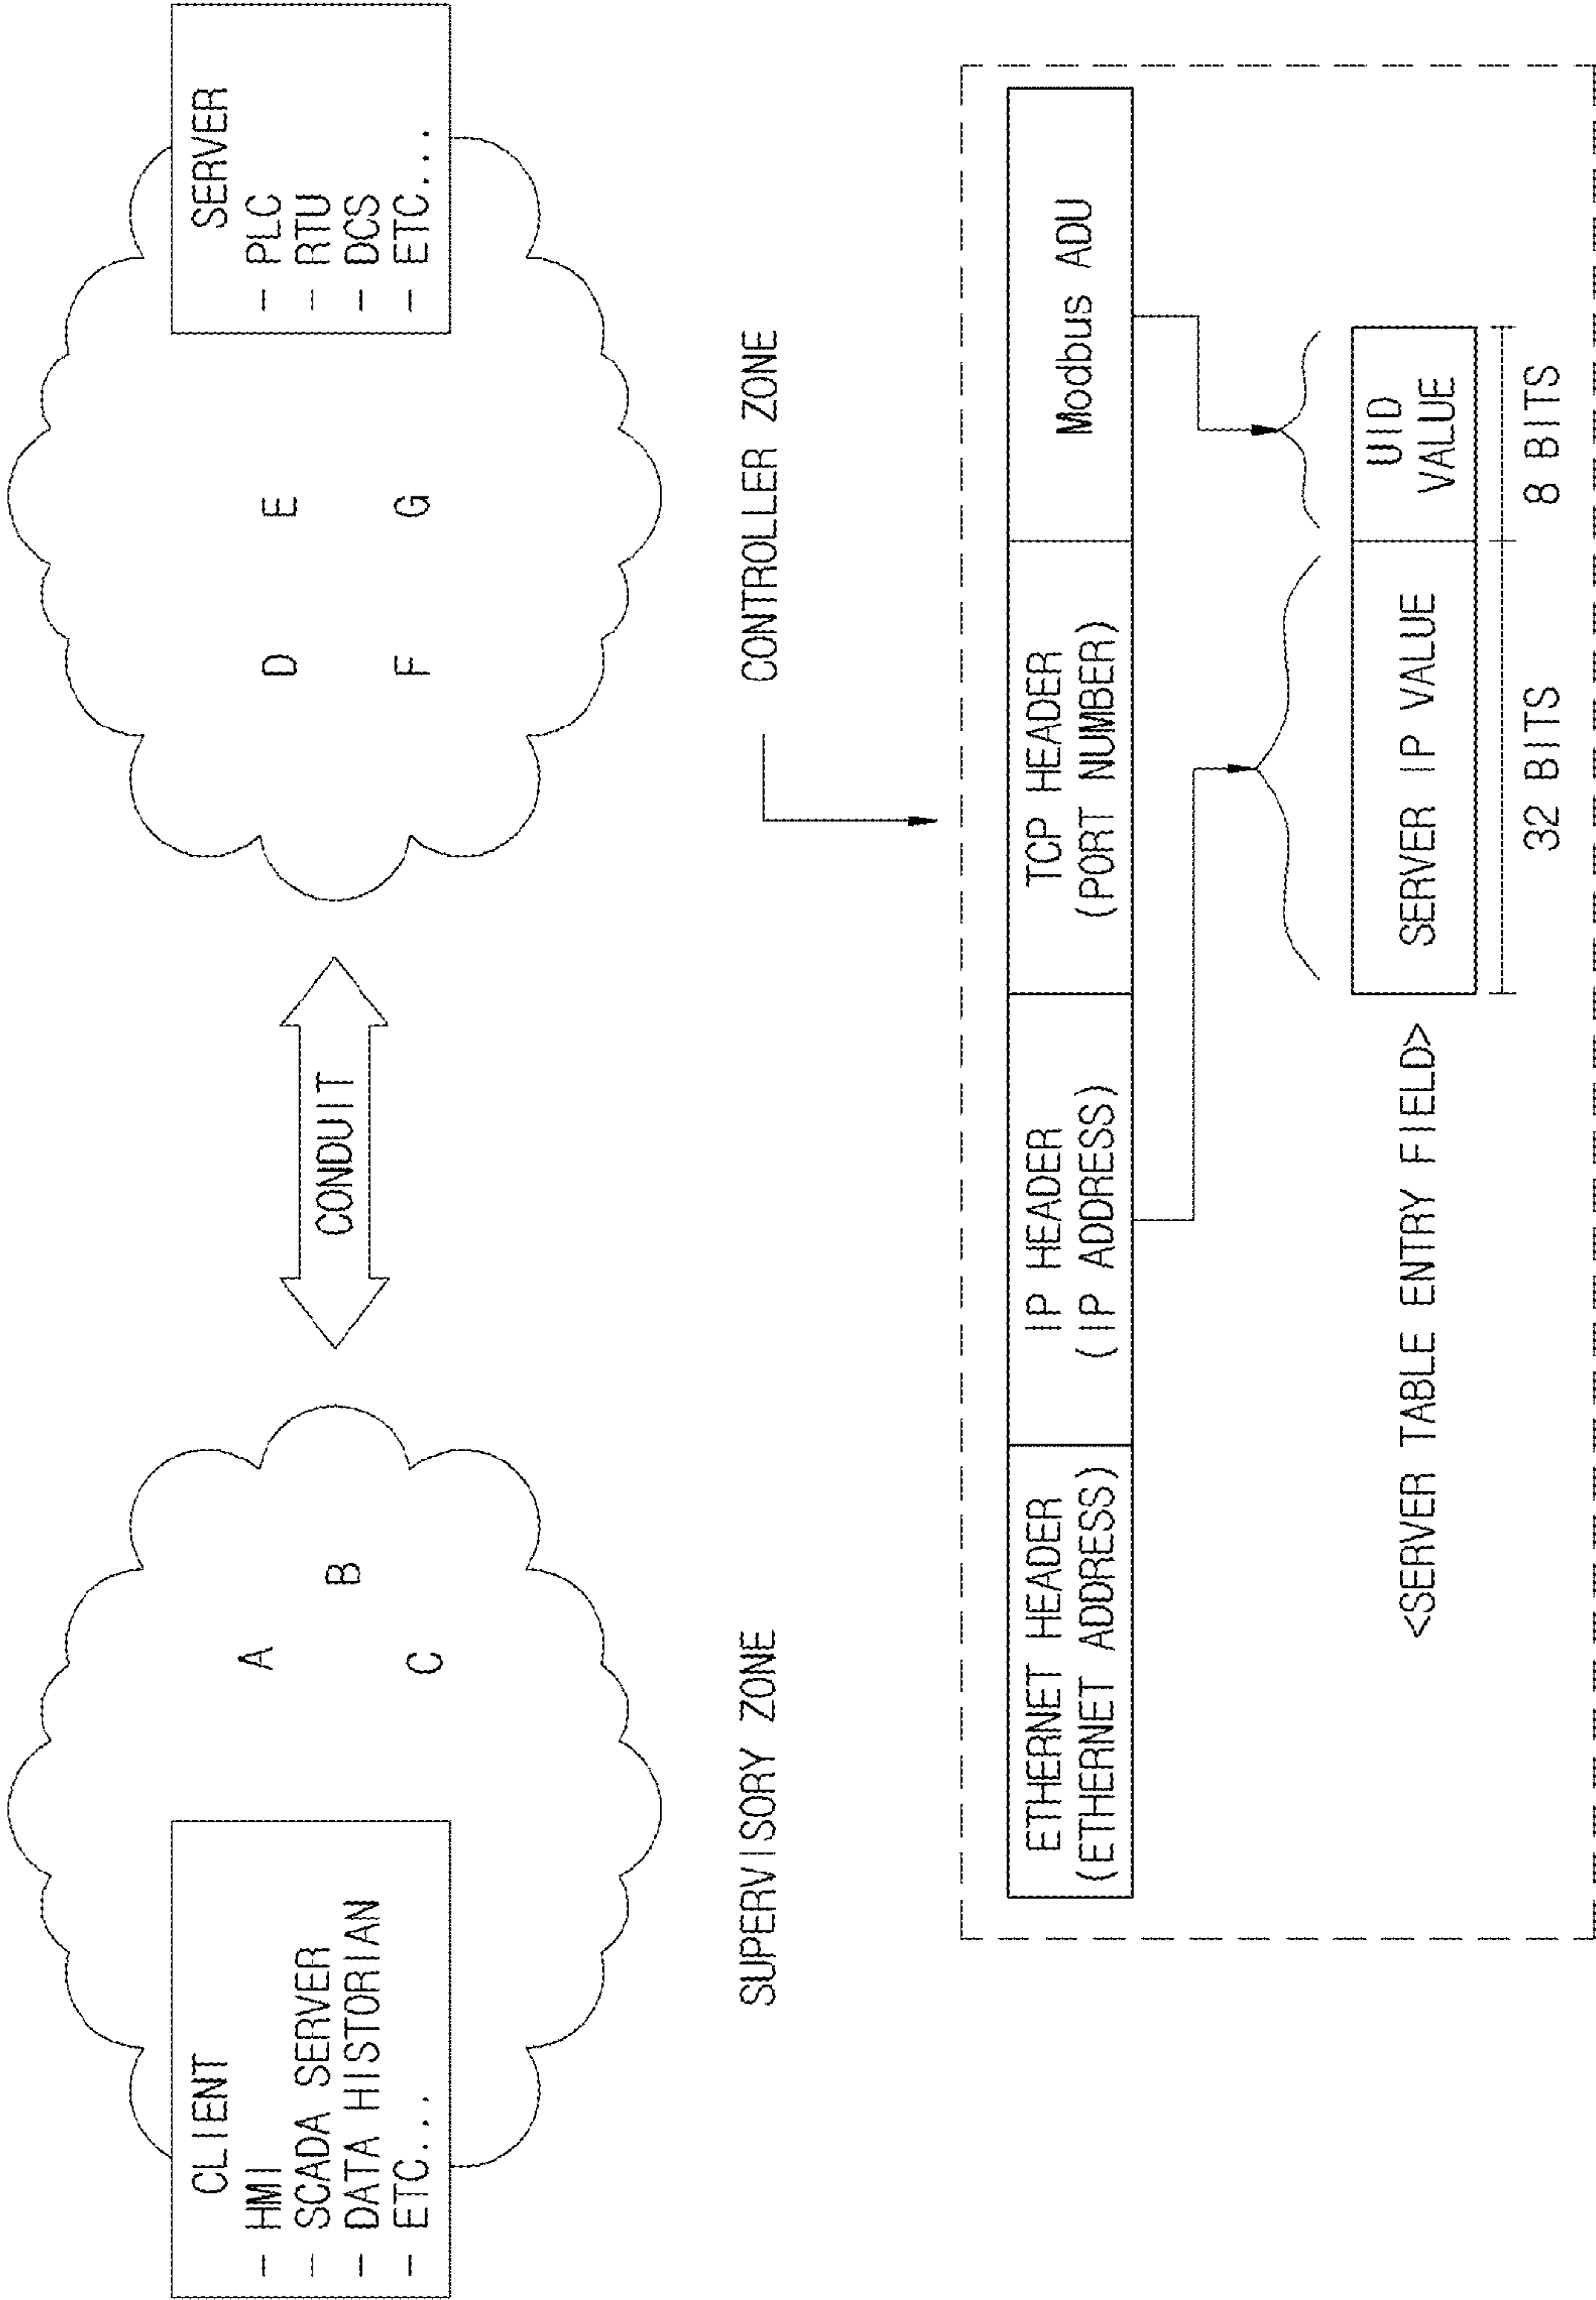 CLIENT
- HMI
- SCADA SERVER
- DATA HISTORIAN
- ETC...
A
B
C
SUPERVISORY ZONE
CONDUIT
SERVER
- PLC
- RTU
- DCS
- ETC...
D
E
F
G
CONTROLLER ZONE
ETHERNET HEADER
(ETHERNET ADDRESS)
IP HEADER
(IP ADDRESS)
TCP HEADER
(PORT NUMBER)
Modbus ADU
<SERVER TABLE ENTRY FIELD>
SERVER IP VALUE
UID
VALUE
32 BITS
8 BITS